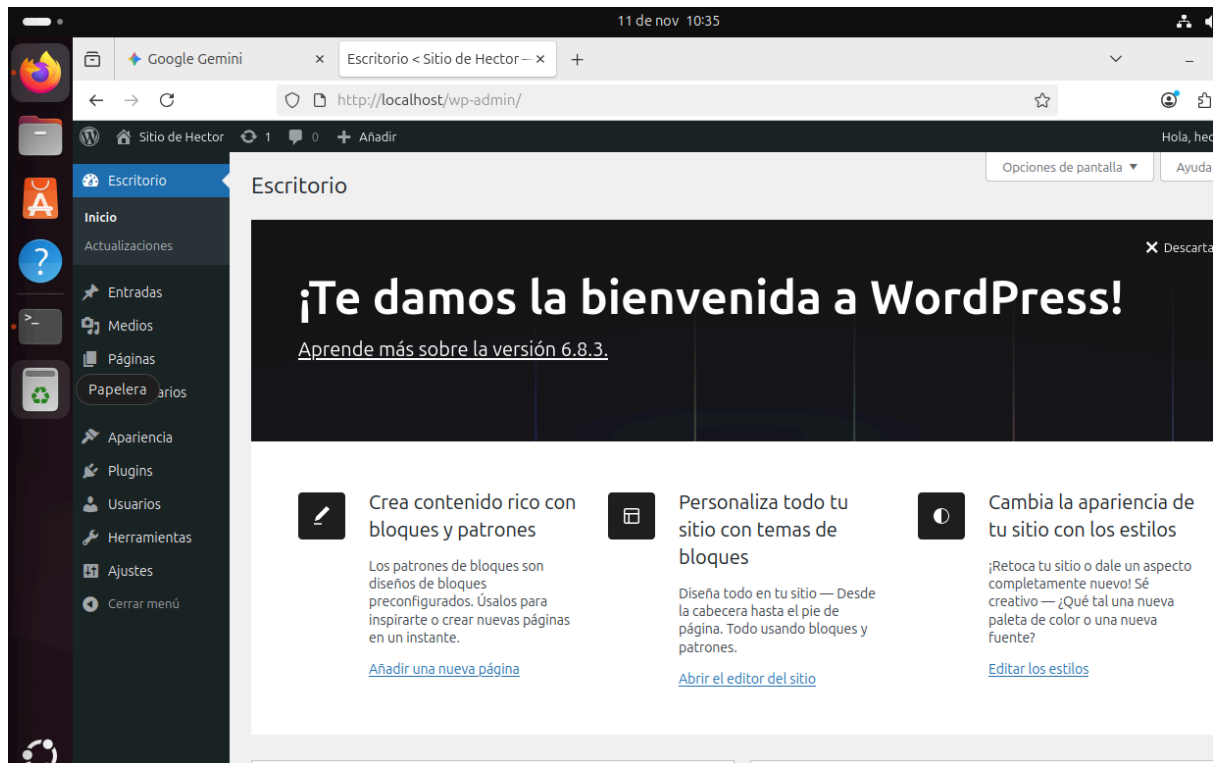 11 de nov 10:35
Google Gemini
Escritorio < Sitio de Hector —
http://localhost/wp-admin/
Sitio de Hector 1 0 + Añadir
Hola, hec
Opciones de pantalla
Ayuda
Escritorio
Inicio
Actualizaciones
Entradas
Medios
Páginas
Papelera arios
Apariencia
Plugins
Usuarios
Herramientas
Ajustes
Cerrar menú
Escritorio
Descarta
¡Te damos la bienvenida a WordPress!
Aprende más sobre la versión 6.8.3.
Crea contenido rico con
bloques y patrones
Los patrones de bloques son
diseños de bloques
preconfigurados. Úsalos para
inspirarte o crear nuevas páginas
en un instante.
Añadir una nueva página
Personaliza todo tu
sitio con temas de
bloques
Diseña todo en tu sitio — Desde
la cabecera hasta el pie de
página. Todo usando bloques y
patrones.
Abrir el editor del sitio
Cambia la apariencia de
tu sitio con los estilos
¡Retoca tu sitio o dale un aspecto
completamente nuevo! Sé
creativo — ¿Qué tal una nueva
paleta de color o una nueva
fuente?
Editar los estilos